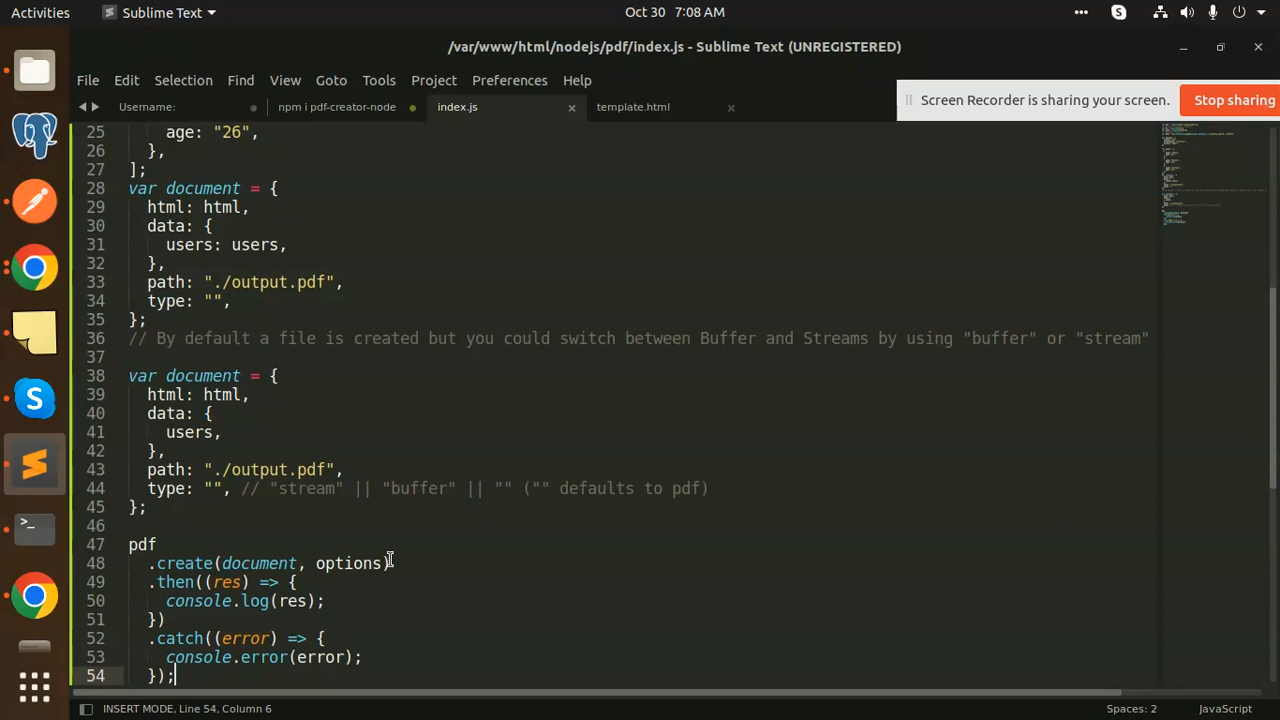 Activities
Sublime Text
Oct 30 7:08 AM
/var/www/html/nodejs/pdf/index.js - Sublime Text (UNREGISTERED)
File Edit Selection Find View Goto Tools Project Preferences Help
Screen Recorder is sharing your screen.
Stop sharing
Username:
npm i pdf-creator-node
index.js
template.html
25 age: "26",
26 },
27 ];
28 var document = {
29 html: html,
30 data: {
31 users: users,
32 },
33 path: "./output.pdf",
34 type: "",
35 };
36 // By default a file is created but you could switch between Buffer and Streams by using "buffer" or "stream"
37
38 var document = {
39 html: html,
40 data: {
41 users,
42 },
43 path: "./output.pdf",
44 type: "", // "stream" || "buffer" || "" ("" defaults to pdf)
45 };
46
47 pdf
48 .create(document, options)
49 .then((res) => {
50 console.log(res);
51 })
52 .catch((error) => {
53 console.error(error);
54 });
INSERT MODE, Line 54, Column 6
Spaces: 2
JavaScript